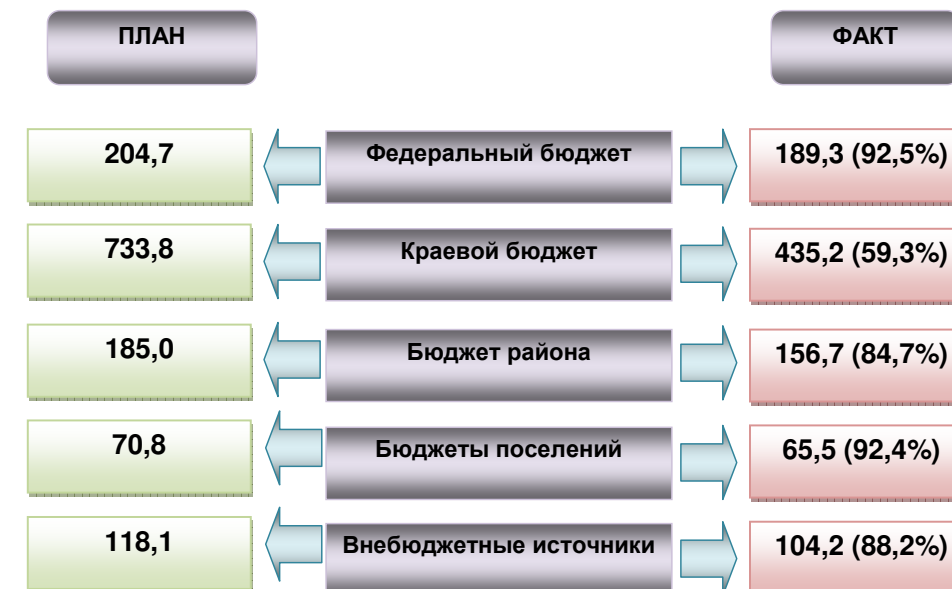 ПЛАН ФАКТ
204,7 Федеральный бюджет 189,3 (92,5%)
733,8 Краевой бюджет 435,2 (59,3%)
185,0 Бюджет района 156,7 (84,7%)
70,8 Бюджеты поселений 65,5 (92,4%)
118,1 Внебюджетные источники 104,2 (88,2%)